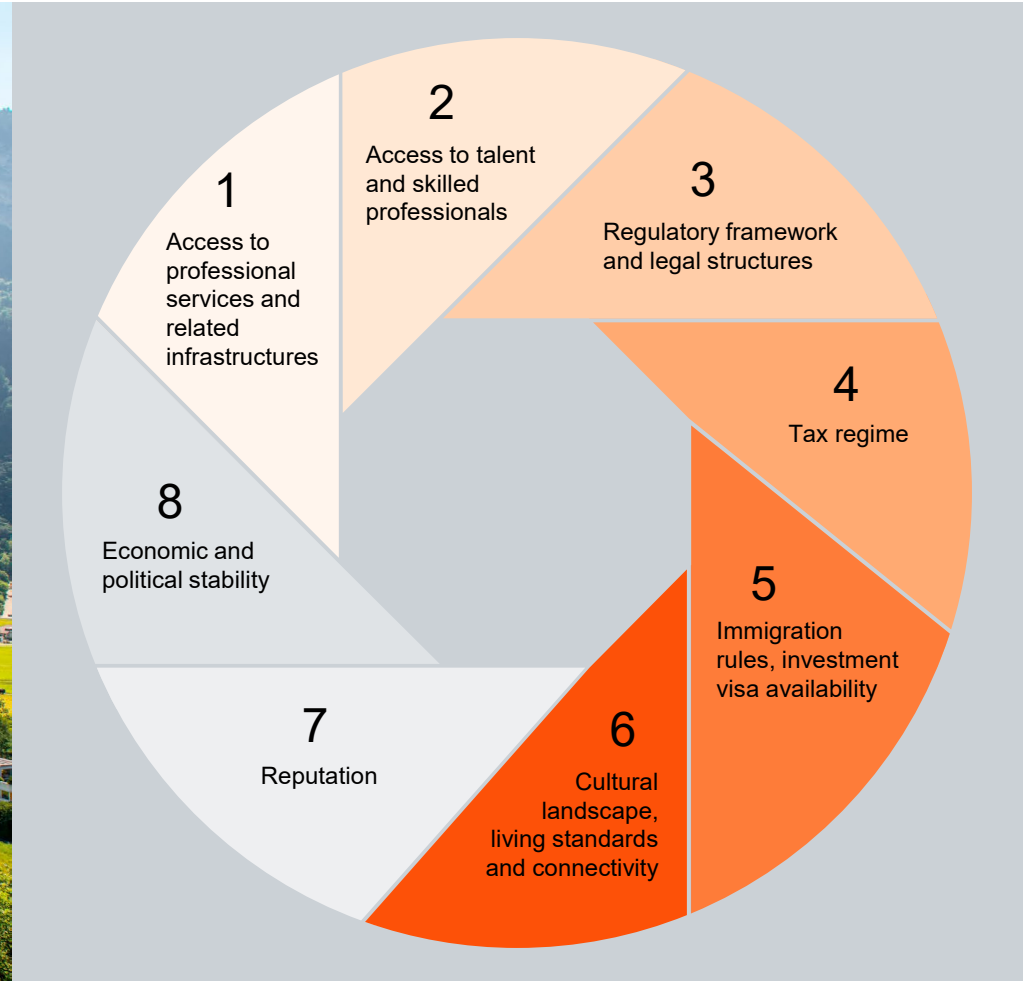 1
Access to
professional
services and
related
infrastructures
2
Access to talent
and skilled
professionals
3
Regulatory framework
and legal structures
4
Tax regime
5
Immigration
rules, investment
visa availability
6
Cultural
landscape,
living standards
and connectivity
7
Reputation
8
Economic and
political stability